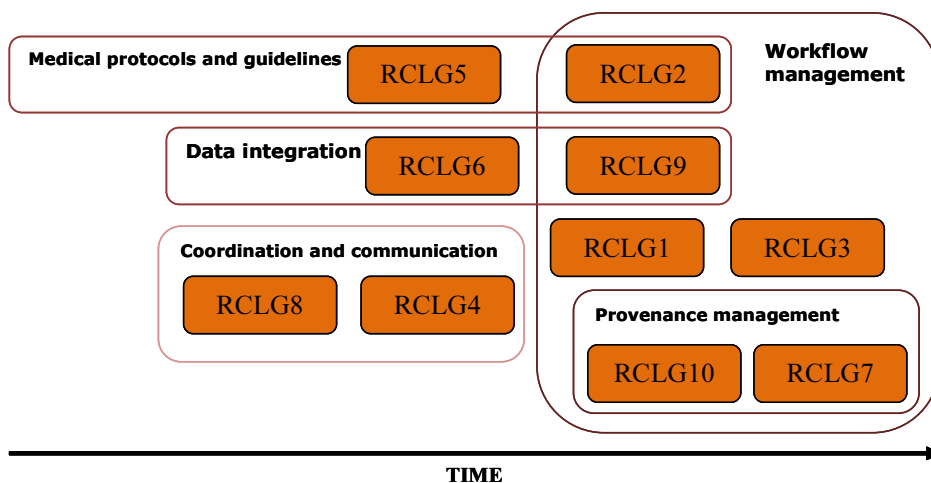 Medical protocols and guidelines
RCLG5
RCLG2
Workflow
management
Data integration
RCLG6
RCLG9
RCLG1
RCLG3
Coordination and communication
RCLG8
RCLG4
Provenance management
RCLG10
RCLG7
TIME